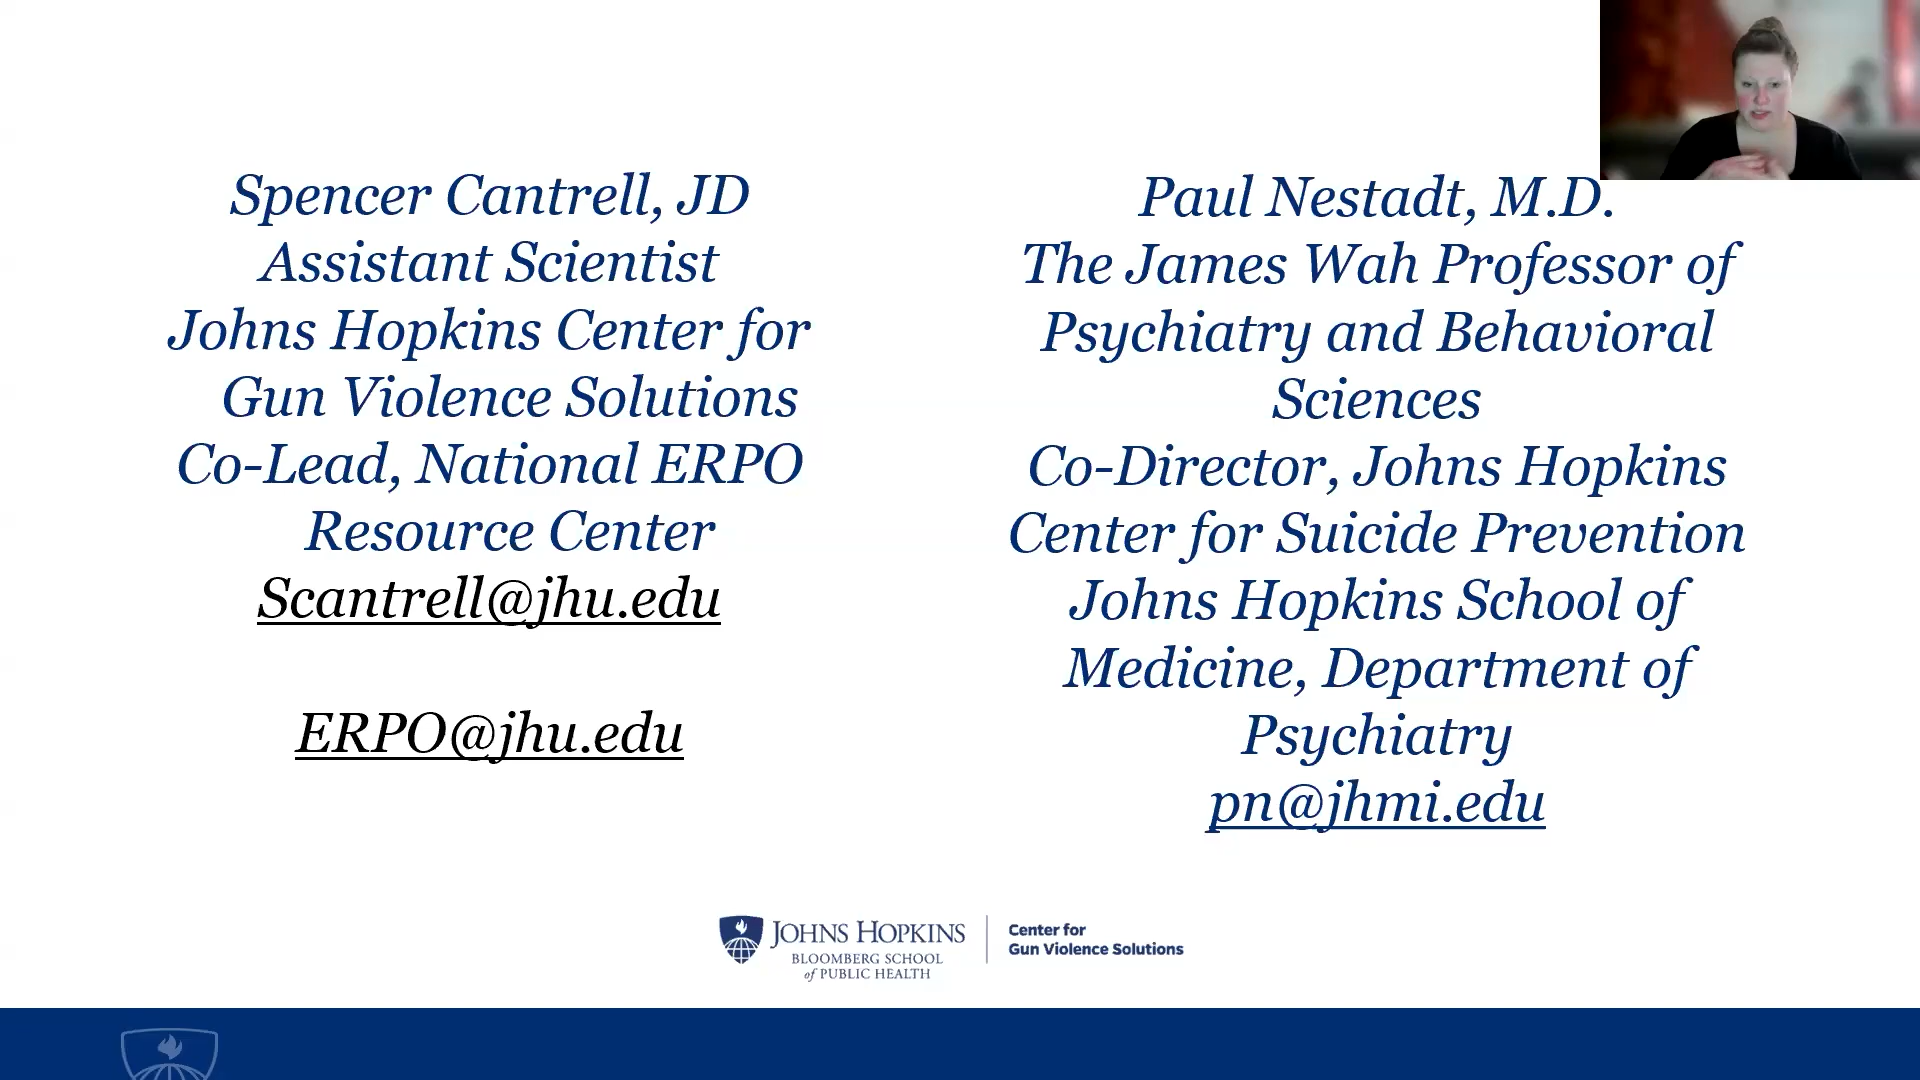 Spencer Cantrell, JD
Assistant Scientist
Johns Hopkins Center for
Gun Violence Solutions
Co-Lead, National ERPO
Resource Center
Scantrell@jhu.edu
ERPO@jhu.edu
Paul Nestadt, M.D.
The James Wah Professor of
Psychiatry and Behavioral
Sciences
Co-Director, Johns Hopkins
Center for Suicide Prevention
Johns Hopkins School of
Medicine, Department of
Psychiatry
pn@jhmi.edu
JOHNS HOPKINS
BLOOMBERG SCHOOL
of PUBLIC HEALTH
Center for
Gun Violence Solutions